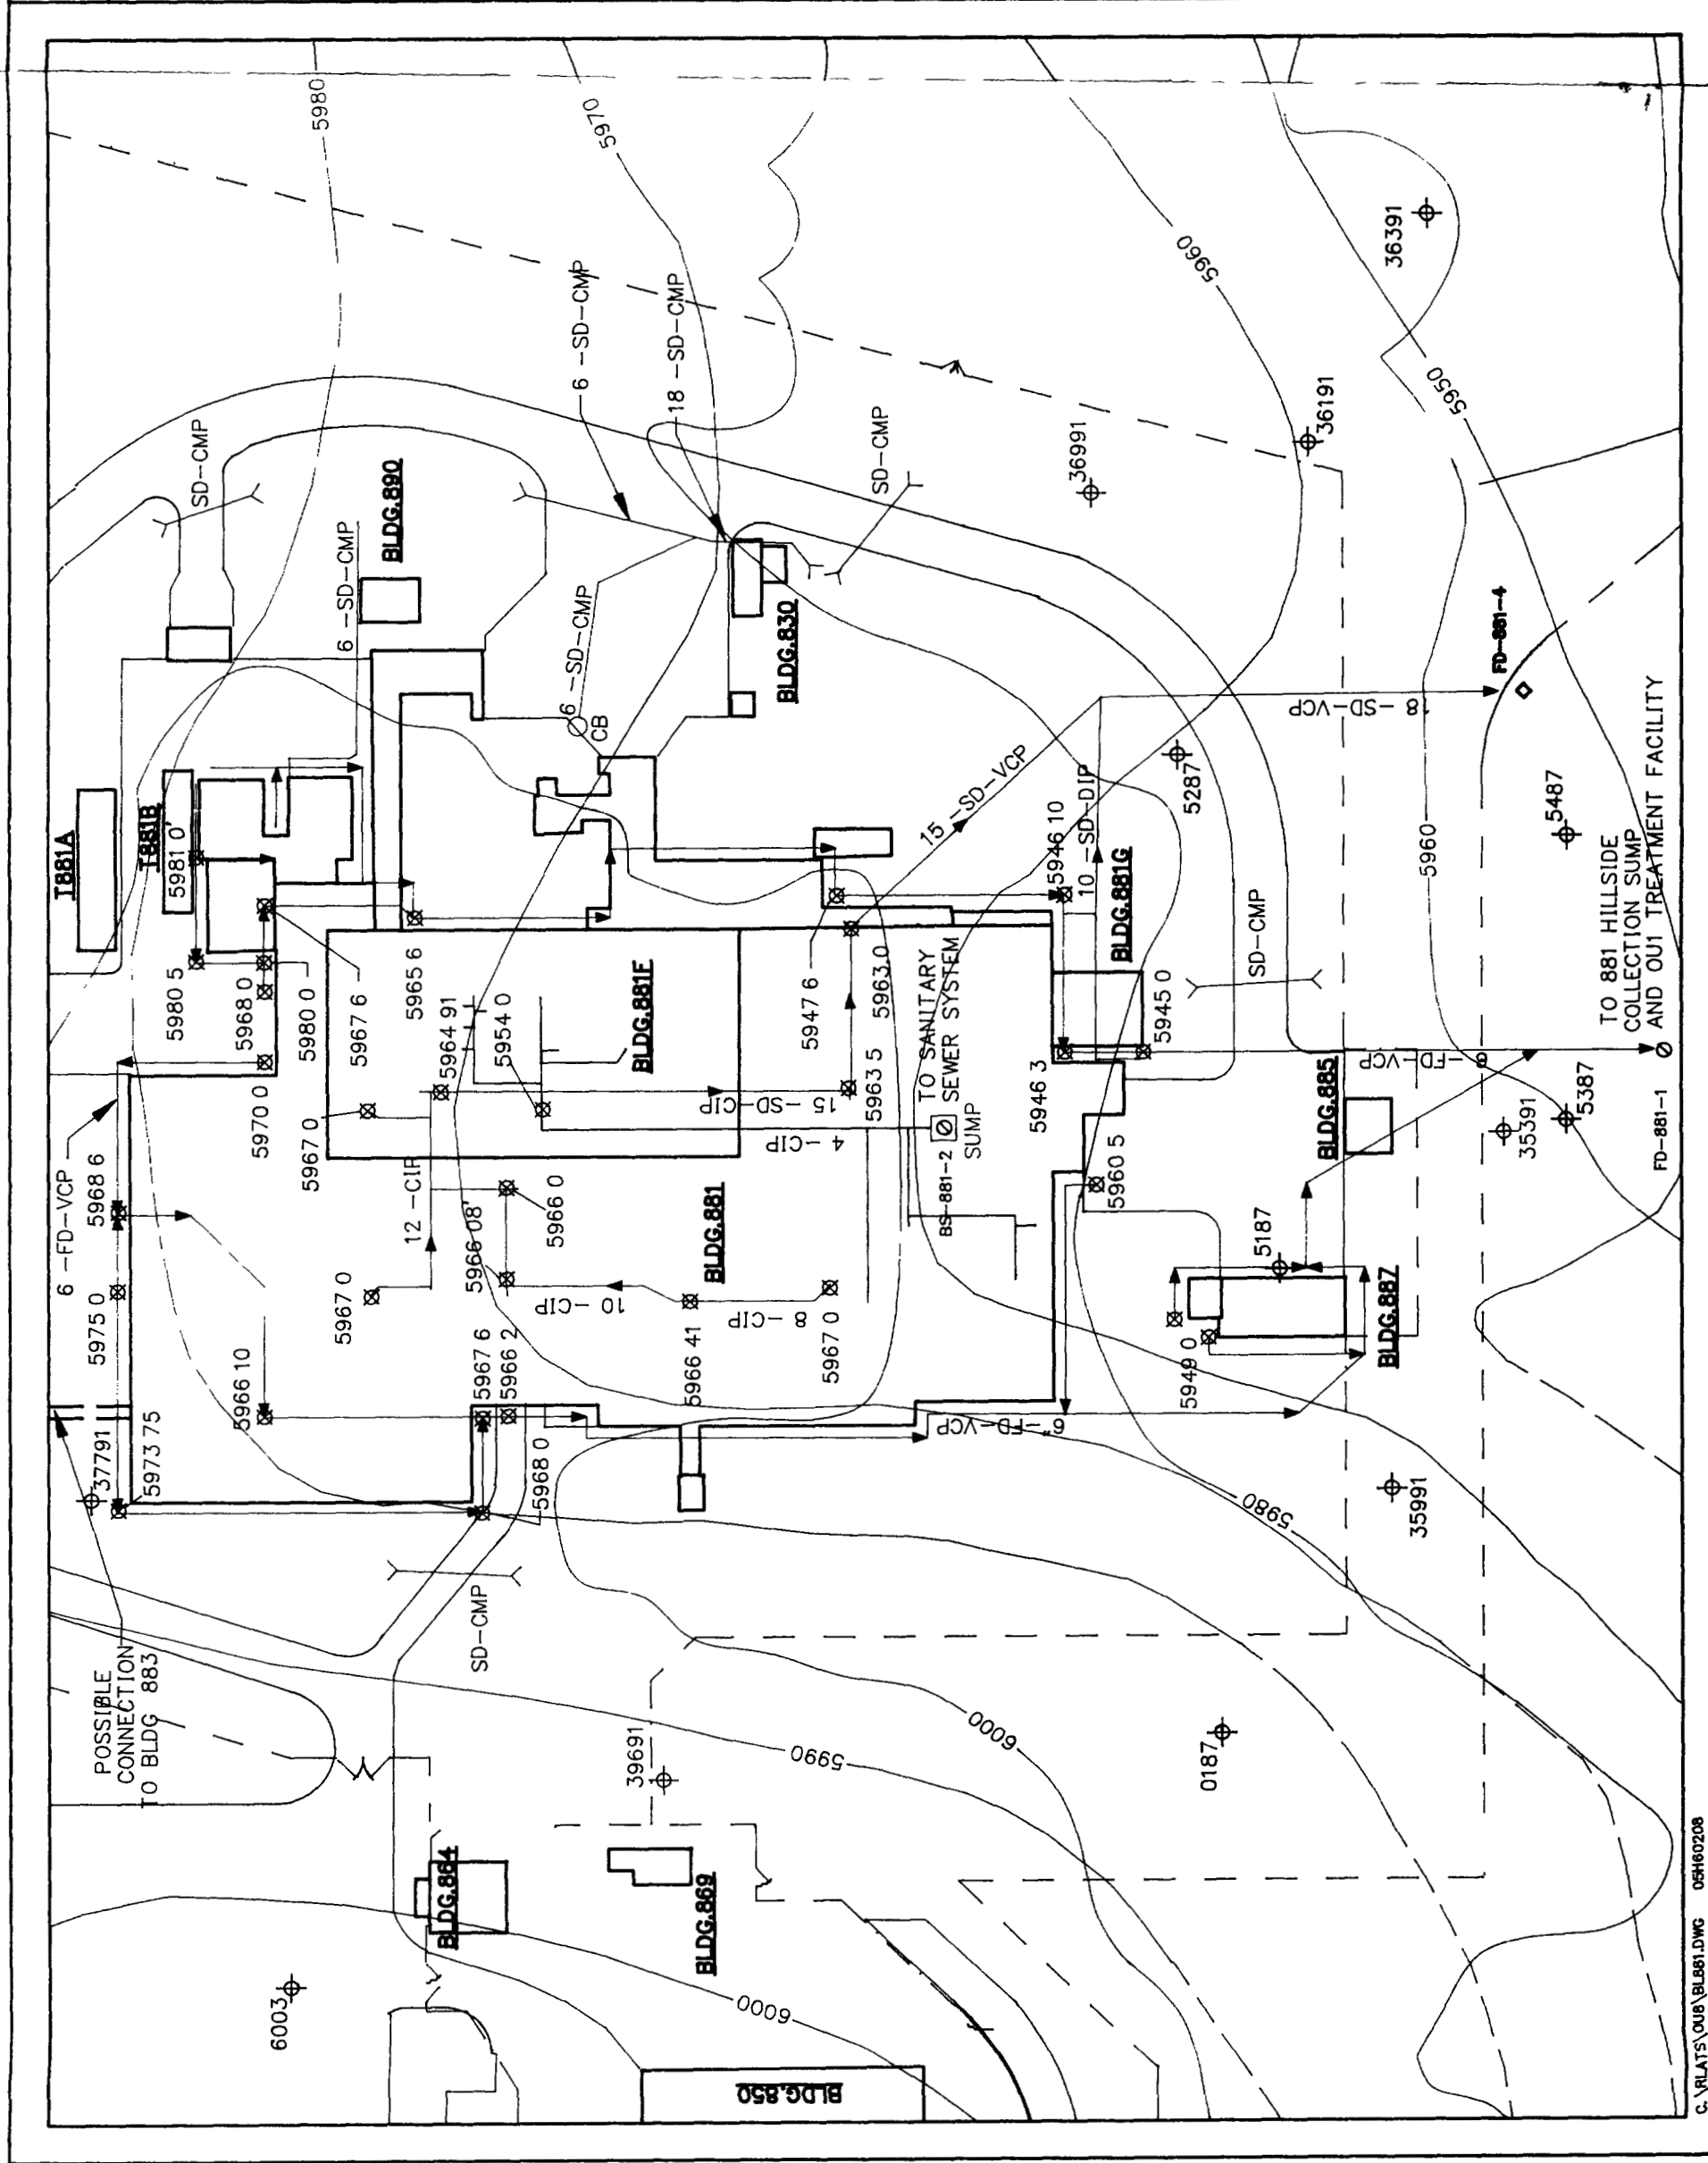 5980
5970
5960
5950
5960
5980
5990
6000
6000
T881A
T881B
5981 0'
SD-CMP
6 -SD-CMP
BLDG.890
6 -SD-CMP
18 -SD-CMP
6 -SD-CMP
CB
BLDG.830
SD-CMP
36991
36191
36391
5980 5
5968 0
5980 0
5967 6
5965 6
5964 91
5954 0
BLDG.881F
5970 0
5967 0
6 -FD-VCP
5968 6
5975 0
37791
5973 75
POSSIBLE
CONNECTION
TO BLDG 883
5966 10
5967 0
12 -CIP
5966 08'
5966 0
10 -CIP
8 -CIP
5966 41
5967 0
BLDG.881
4 -CIP
15 -SD-CIP
5963 5
5963 0
5947 6
TO SANITARY
SEWER SYSTEM
BS-881-2
SUMP
15 -SD-VCP
5946 10
10 -SD-DIP
BLDG.881G
5287
18 -SD-VCP
FD-881-4
5487
SD-CMP
5945 0
5946 3
5960 5
BLDG.885
FD-VCP
TO 881 HILLSIDE
COLLECTION SUMP
AND OU1 TREATMENT FACILITY
FD-881-1
5387
35391
5187
BLDG.887
5949 0
6"-FD-VCP
5967 6
5966 2
5968 0
SD-CMP
35991
0187
39691
BLDG.864
BLDG.869
BLDG.850
6003
C.\RLATS\OU8\BL881.DWG 05H60208